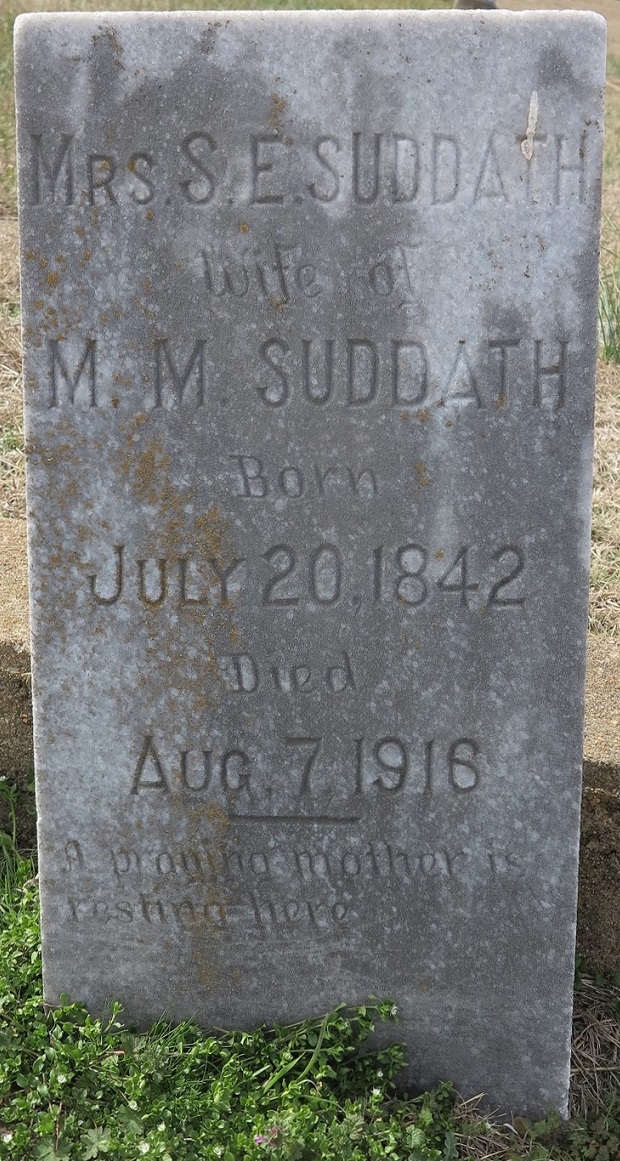 MRS. S. E. SUDDATH
Wife of
M. M. SUDDATH
Born
JULY 20, 1842
Died
AUG. 7 1916
A praying mother is
resting here